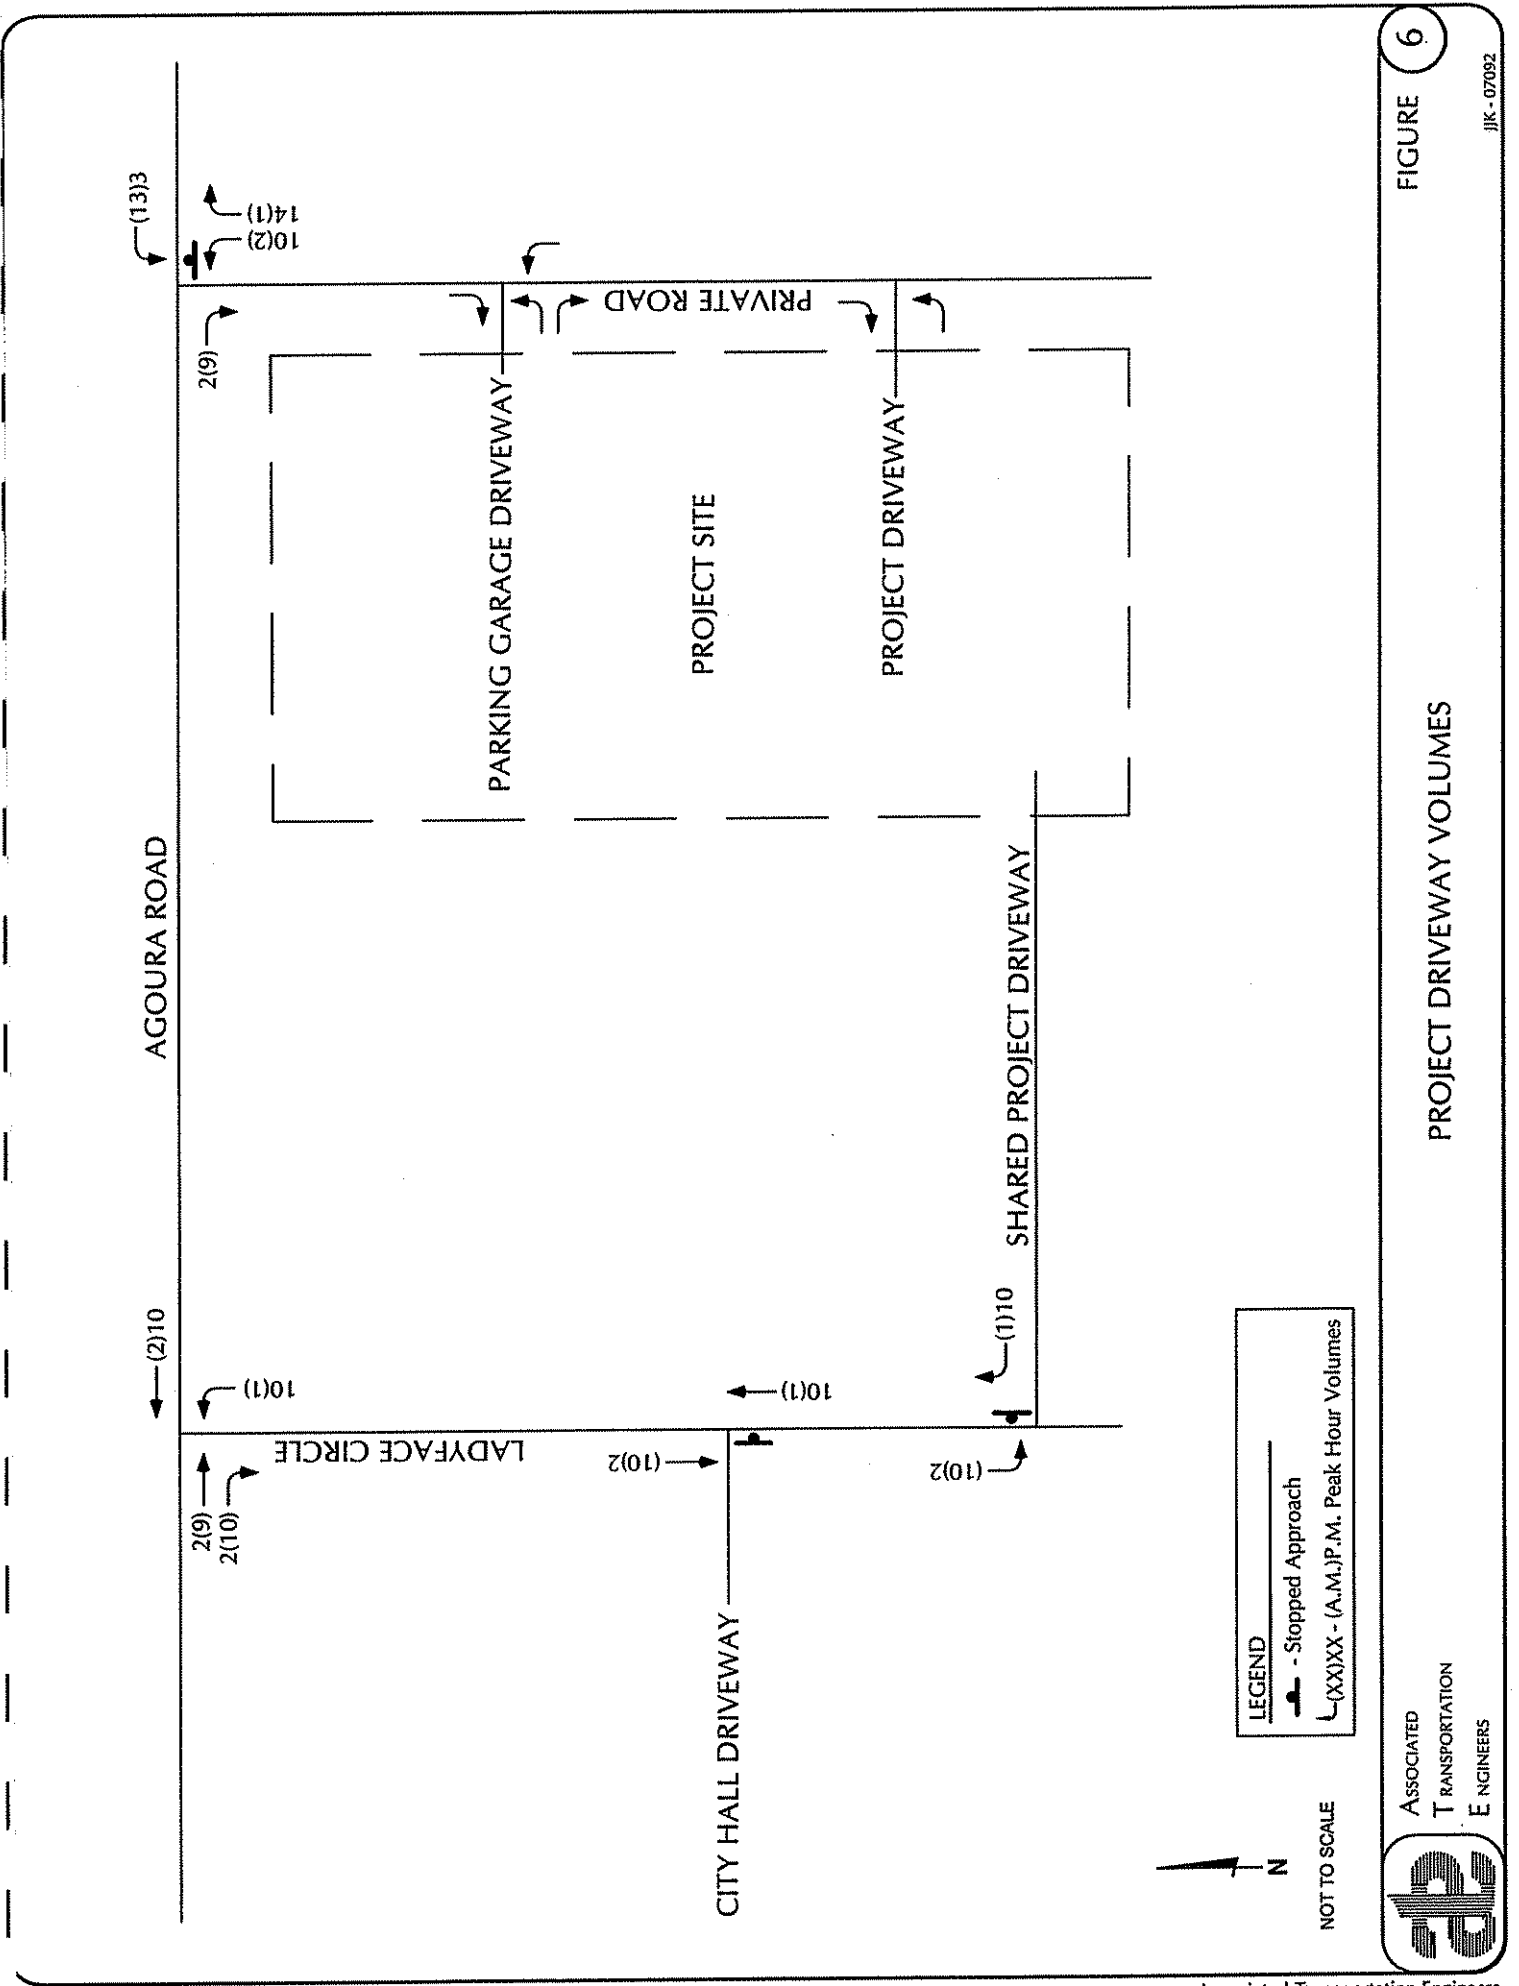 AGOURA ROAD
(2)10
(13)3
2(9)
2(10)
10(1)
LADYFACE CIRCLE
2(9)
10(2)
14(1)
PARKING GARAGE DRIVEWAY
PRIVATE ROAD
PROJECT SITE
CITY HALL DRIVEWAY
(10)2
10(1)
PROJECT DRIVEWAY
(10)2
(1)10
SHARED PROJECT DRIVEWAY
N
NOT TO SCALE
LEGEND
- Stopped Approach
(XX)XX - (A.M.)P.M. Peak Hour Volumes
ate
ASSOCIATED
TRANSPORTATION
ENGINEERS
PROJECT DRIVEWAY VOLUMES
FIGURE 6
JJK - 07092